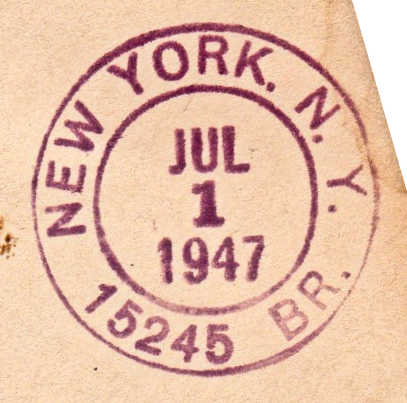 NEW YORK, N. Y.
JUL
1
1947
15245 BR.